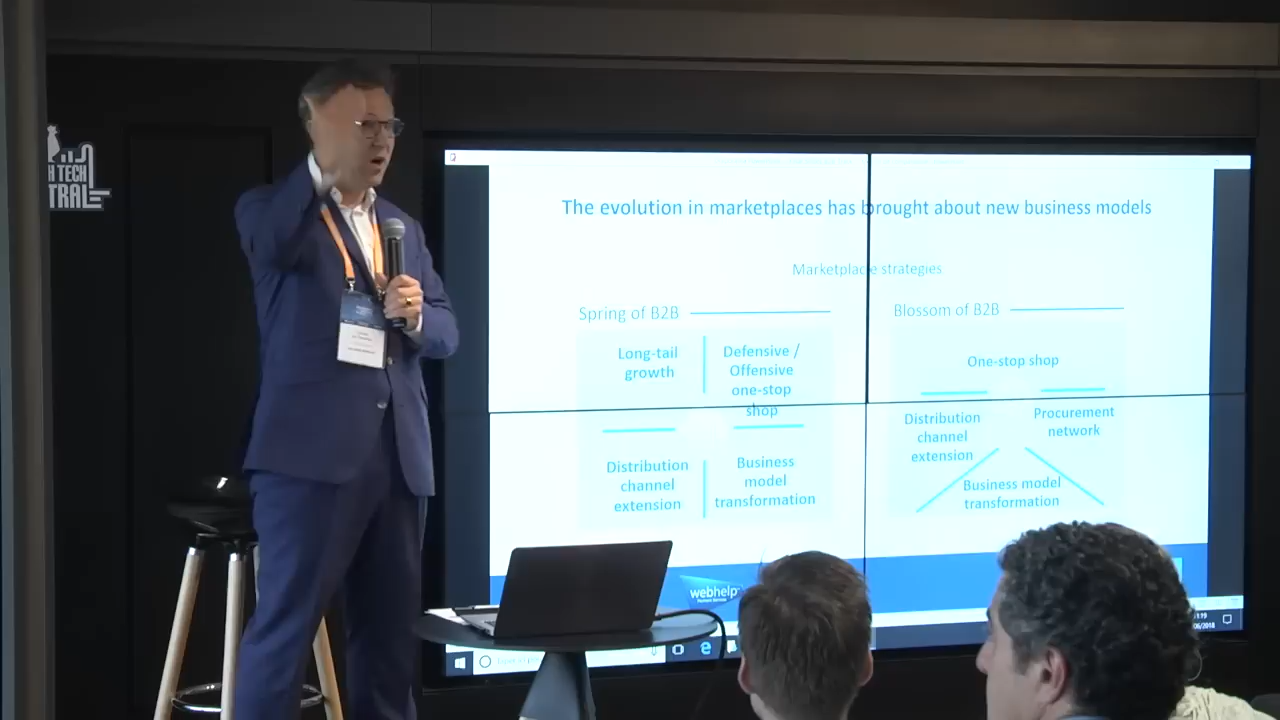 H TECH
TRAL
The evolution in marketplaces has brought about new business models
Marketplace strategies
Spring of B2B
Long-tail
growth
Defensive /
Offensive
one-stop
shop
Distribution
channel
extension
Business
model
transformation
Blossom of B2B
One-stop shop
Distribution
channel
extension
Procurement
network
Business model
transformation
webhelp